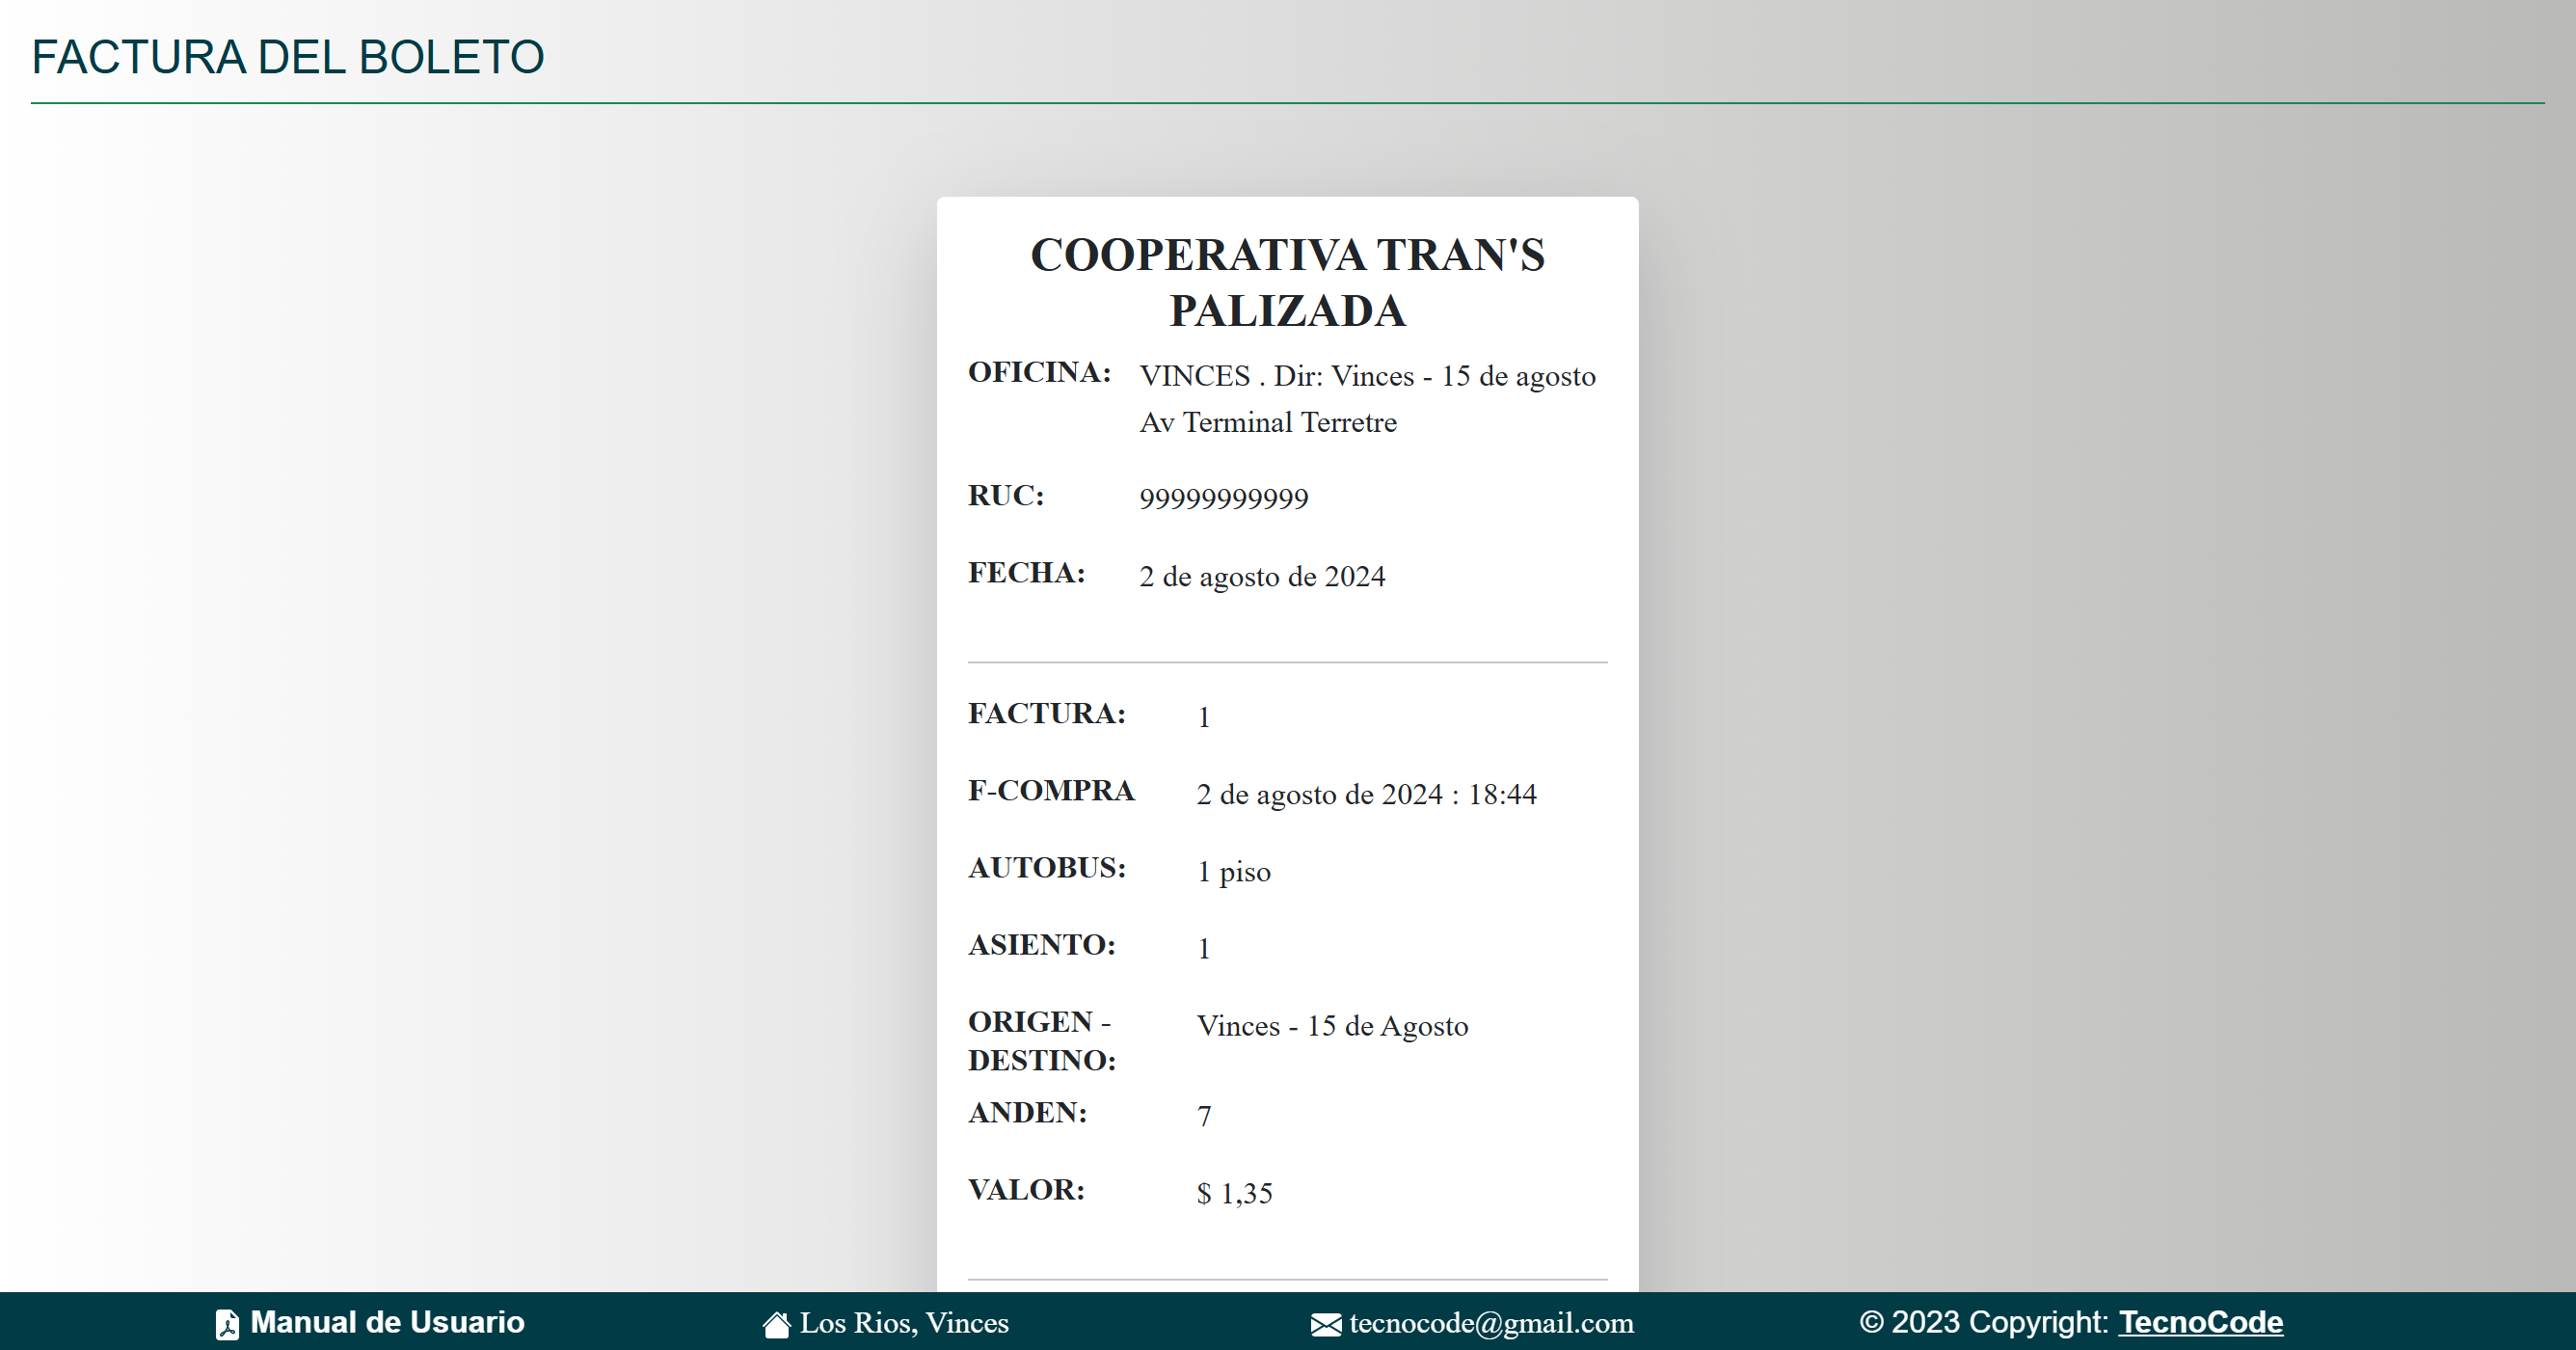 FACTURA DEL BOLETO
COOPERATIVA TRAN'S
PALIZADA
OFICINA: VINCES . Dir: Vinces - 15 de agosto
Av Terminal Terretre
RUC: 99999999999
FECHA: 2 de agosto de 2024
FACTURA: 1
F-COMPRA 2 de agosto de 2024 : 18:44
AUTOBUS: 1 piso
ASIENTO: 1
ORIGEN - Vinces - 15 de Agosto
DESTINO:
ANDEN: 7
VALOR: $ 1,35
Manual de Usuario Los Rios, Vinces tecnocode@gmail.com © 2023 Copyright: TecnoCode